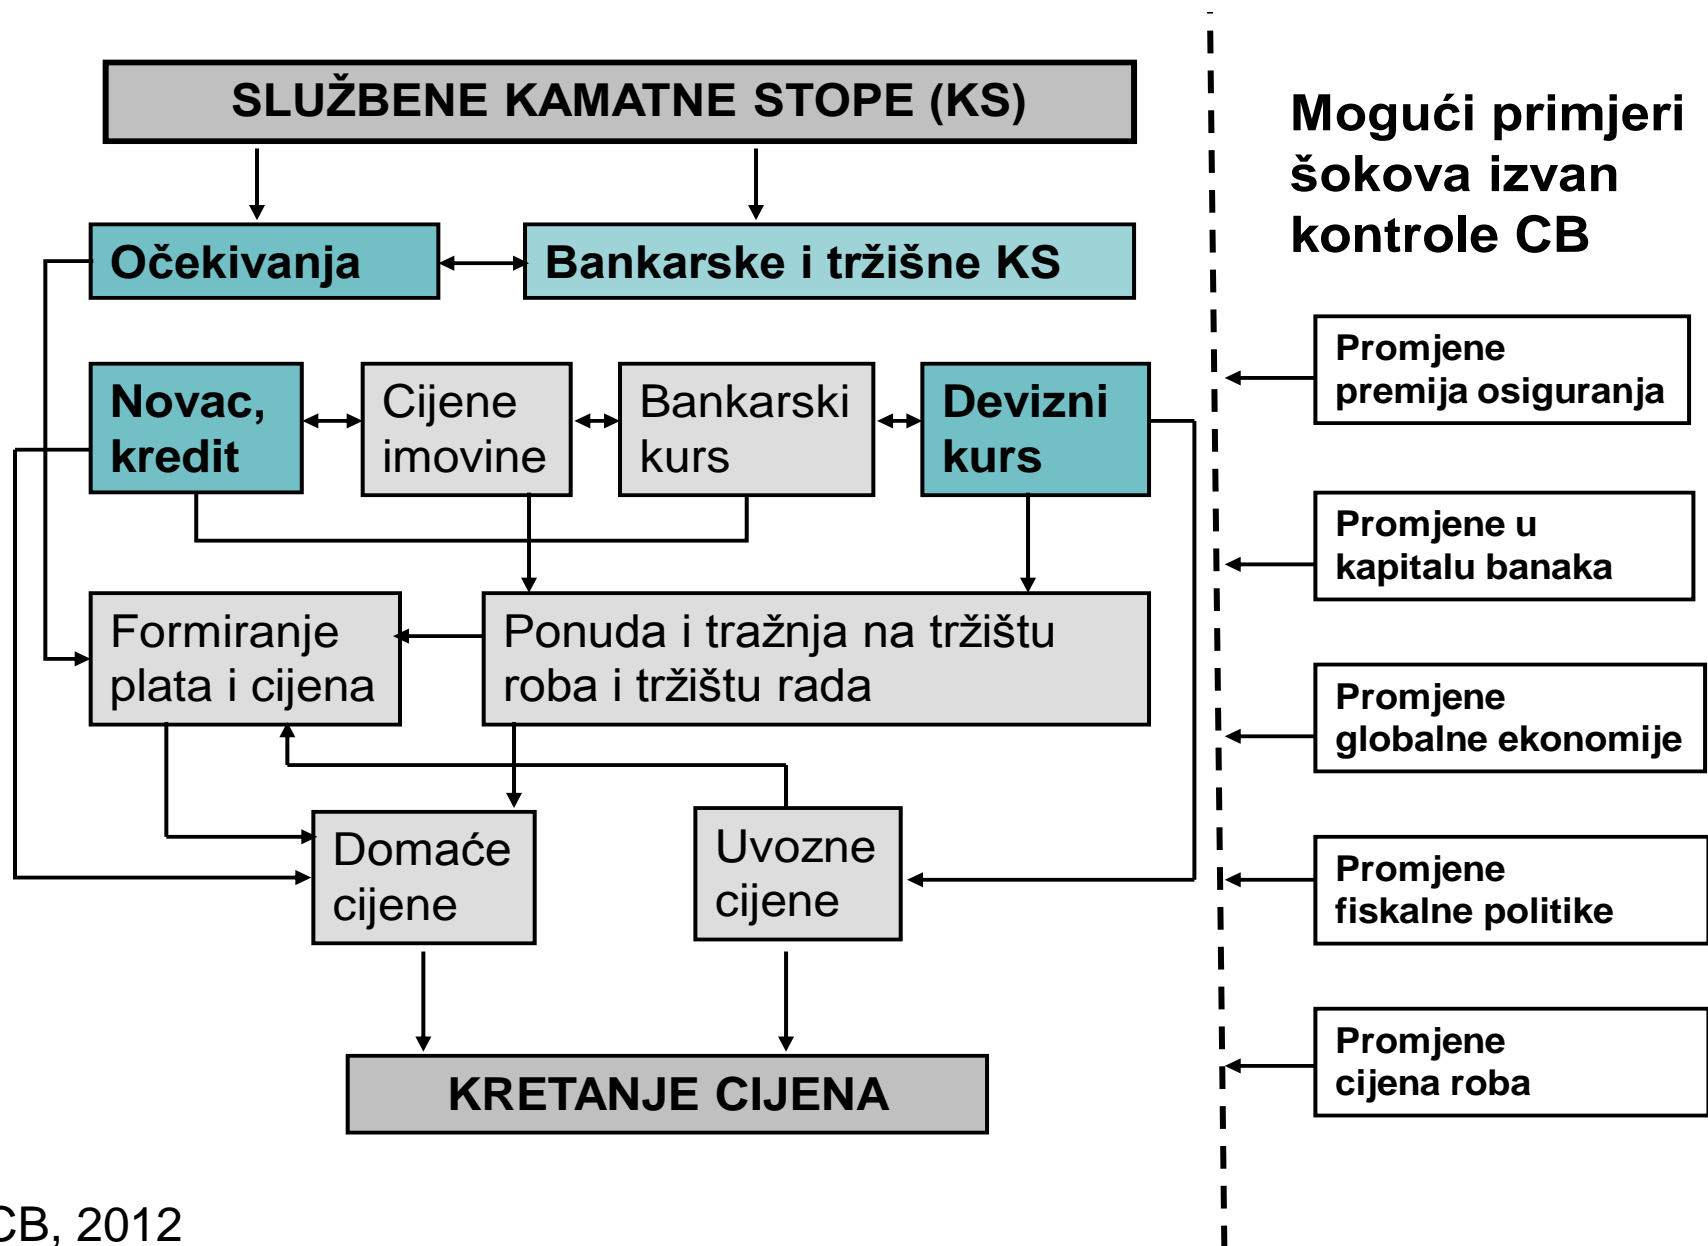 SLUŽBENE KAMATNE STOPE (KS)
Očekivanja
Bankarske i tržišne KS
Novac,
kredit
Cijene
imovine
Bankarski
kurs
Devizni
kurs
Formiranje
plata i cijena
Ponuda i tražnja na tržištu
roba i tržištu rada
Domaće
cijene
Uvozne
cijene
KRETANJE CIJENA
CB, 2012
Mogući primjeri
šokova izvan
kontrole CB
Promjene
premija osiguranja
Promjene u
kapitalu banaka
Promjene
globalne ekonomije
Promjene
fiskalne politike
Promjene
cijena roba